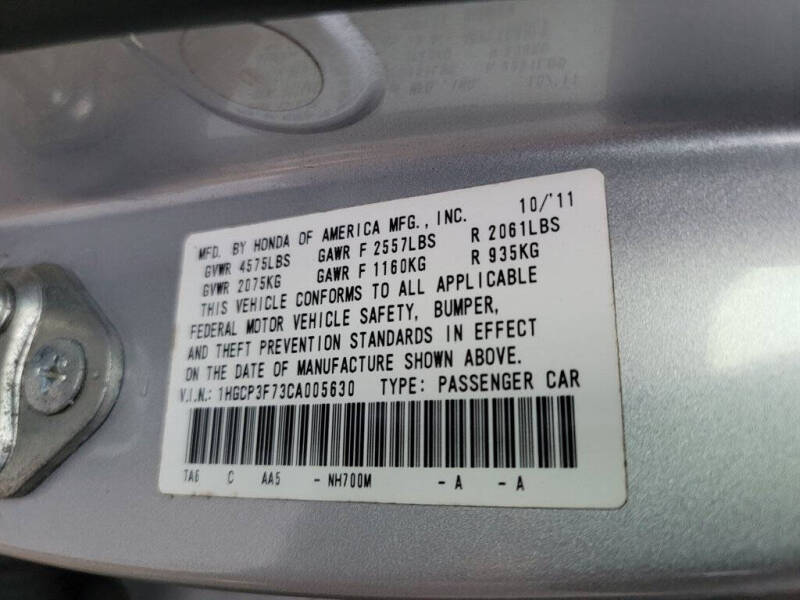 10/'11
MFD. BY HONDA OF AMERICA MFG., INC.
GVWR 4575LBS GAWR F 2557LBS R 2061LBS
GVWR 2075KG GAWR F 1160KG R 935KG
THIS VEHICLE CONFORMS TO ALL APPLICABLE
FEDERAL MOTOR VEHICLE SAFETY, BUMPER,
AND THEFT PREVENTION STANDARDS IN EFFECT
ON THE DATE OF MANUFACTURE SHOWN ABOVE.
V.I.N.: 1HGCP3F73CA005630 TYPE: PASSENGER CAR
TA6 C AA5 - NH700M - A - A